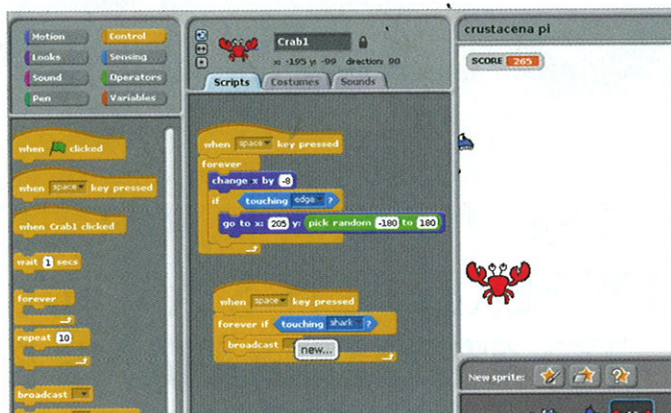 Motion Control
Looks Sensing
Sound Operators
Pen Variables
when clicked
when space key pressed
when Crab1 clicked
wait 1 secs
forever
repeat 10
broadcast
Crab1
x: -195 y: -99 direction: 90
Scripts Costumes Sounds
when space key pressed
forever
change x by -8
if touching edge ?
go to x: 205 y: pick random -180 to 180
when space key pressed
forever if touching shark ?
broadcast
new...
crustacena pi
SCORE 265
New sprite: